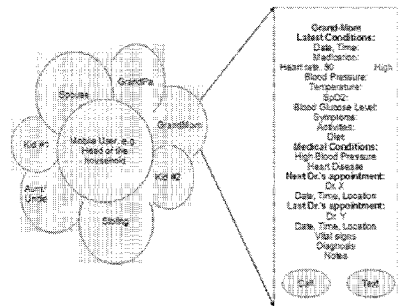 Spouse
GrandPa
GrandMom
Kid #1
Mobile User, e.g.
Head of the
household
Kid #2
Aunt/
Uncle
Sibling
Grand-Mom
Latest Conditions:
Date, Time:
Medication:
Heart rate: 90 High
Blood Pressure:
Temperature:
SpO2:
Blood Glucose Level:
Symptoms:
Activities:
Diet:
Medical Conditions:
High Blood Pressure
Heart Disease
Next Dr.'s appointment:
Dr. X
Date, Time, Location
Last Dr.'s appointment:
Dr. Y
Date, Time, Location
Vital signs
Diagnosis
Notes
Call Text